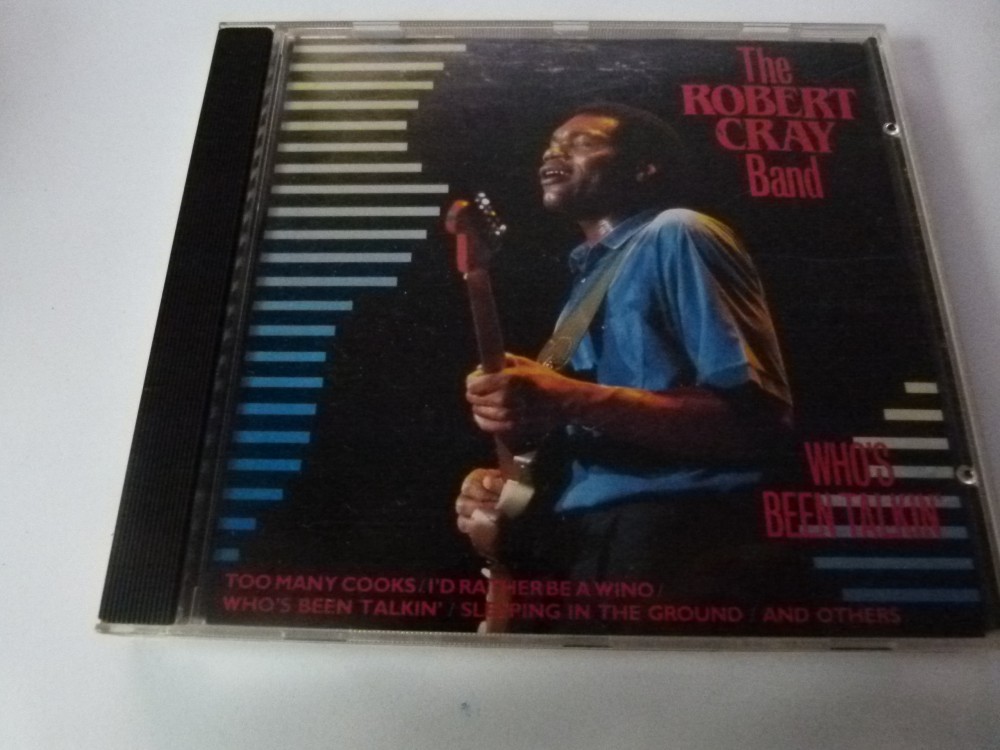 The
ROBERT
CRAY
Band
WHO'S
BEEN TALKIN'
TOO MANY COOKS / I'D RATHER BE A WINO /
WHO'S BEEN TALKIN' / SLEEPING IN THE GROUND / AND OTHERS